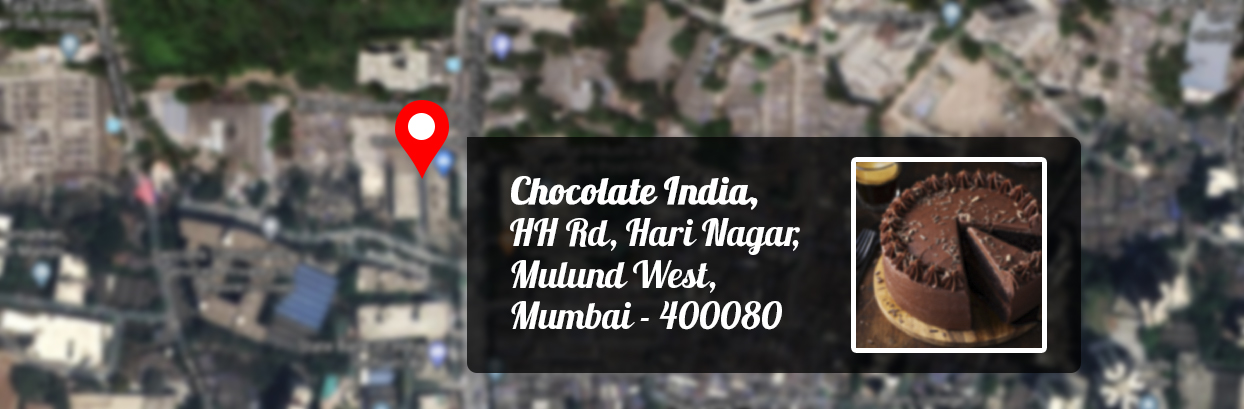 Chocolate India,
HH Rd, Hari Nagar,
Mulund West,
Mumbai - 400080